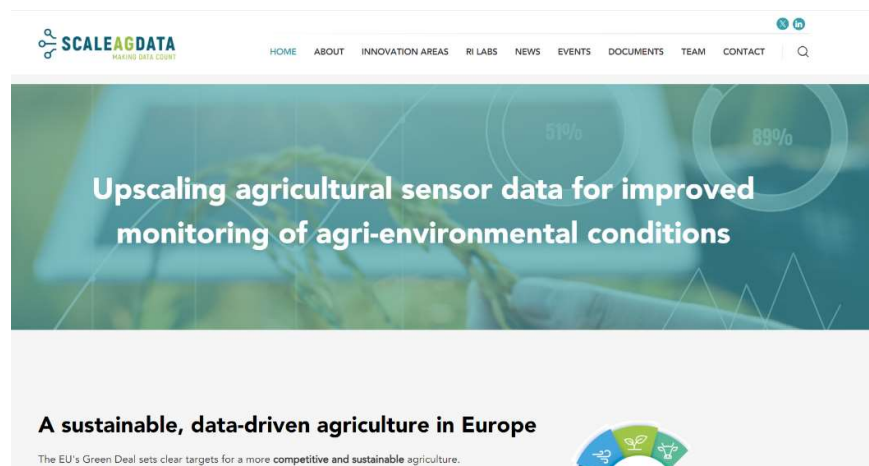 SCALEAGDATA
MAKING DATA COUNT
HOME ABOUT INNOVATION AREAS RI LABS NEWS EVENTS DOCUMENTS TEAM CONTACT
51%
89%
Upscaling agricultural sensor data for improved
monitoring of agri-environmental conditions
A sustainable, data-driven agriculture in Europe
The EU's Green Deal sets clear targets for a more competitive and sustainable agriculture.